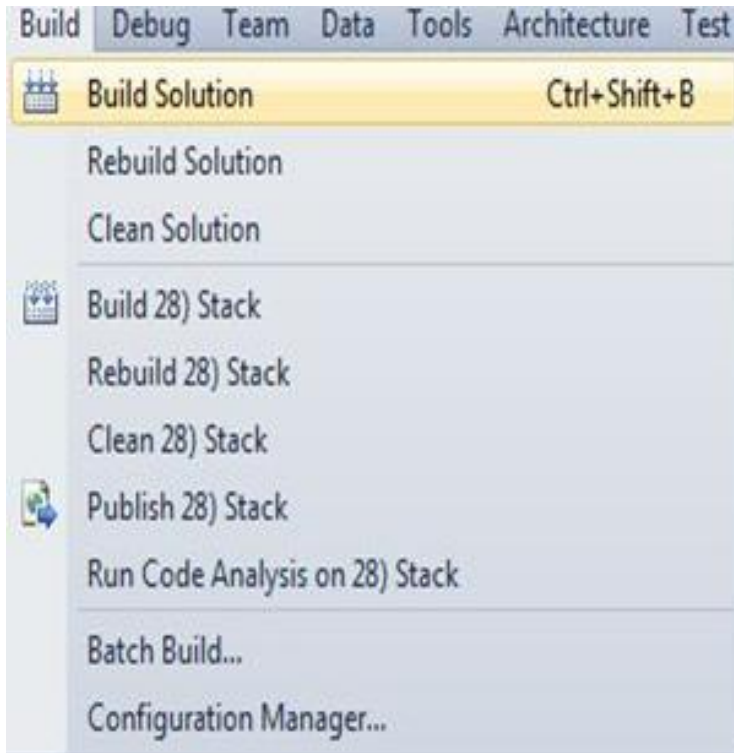 Build Debug Team Data Tools Architecture Test
Build Solution Ctrl+Shift+B
Rebuild Solution
Clean Solution
Build 28) Stack
Rebuild 28) Stack
Clean 28) Stack
Publish 28) Stack
Run Code Analysis on 28) Stack
Batch Build...
Configuration Manager...